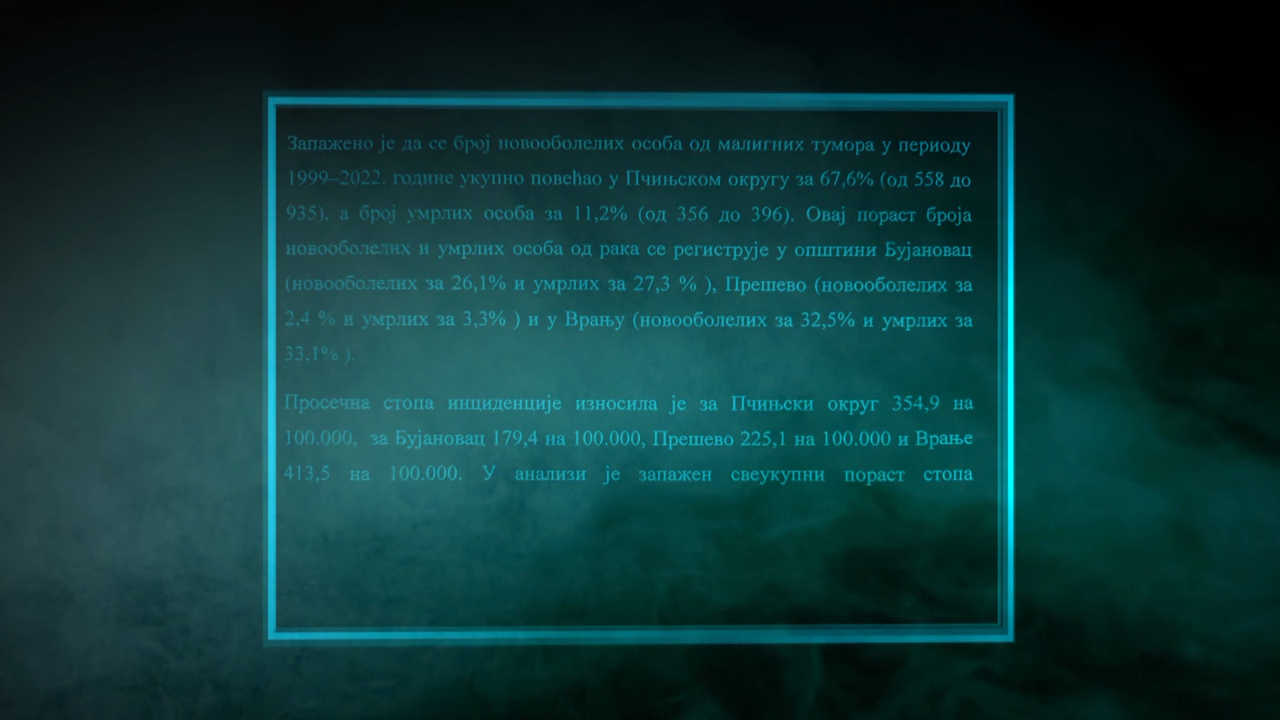 Запажено је да се број новооболелих особа од малигних тумора у периоду
1999–2022. године укупно повећао у Пчињском округу за 67,6% (од 558 до
935), а број умрлих особа за 11,2% (од 356 до 396). Овај пораст броја
новооболелих и умрлих особа од рака се региструје у општини Бујановац
(новооболелих за 26,1% и умрлих за 27,3 % ), Прешево (новооболелих за
2,4 % и умрлих за 3,3% ) и у Врању (новооболелих за 32,5% и умрлих за
33,1% ).
Просечна стопа инциденције износила је за Пчињски округ 354,9 на
100.000, за Бујановац 179,4 на 100.000, Прешево 225,1 на 100.000 и Врање
413,5 на 100.000. У анализи је запажен свеукупни пораст стопа